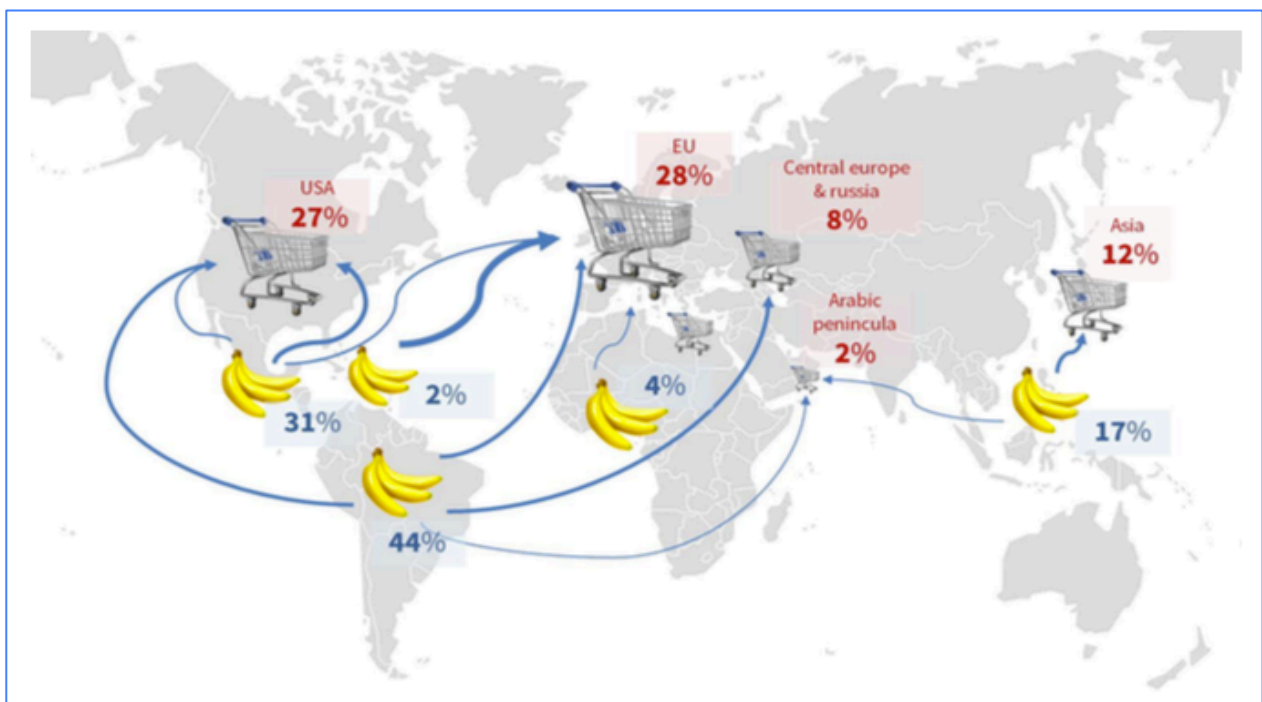 EU
28%
Central europe
& russia
8%
USA
27%
Asia
12%
Arabic
penincula
2%
4%
2%
31%
17%
44%